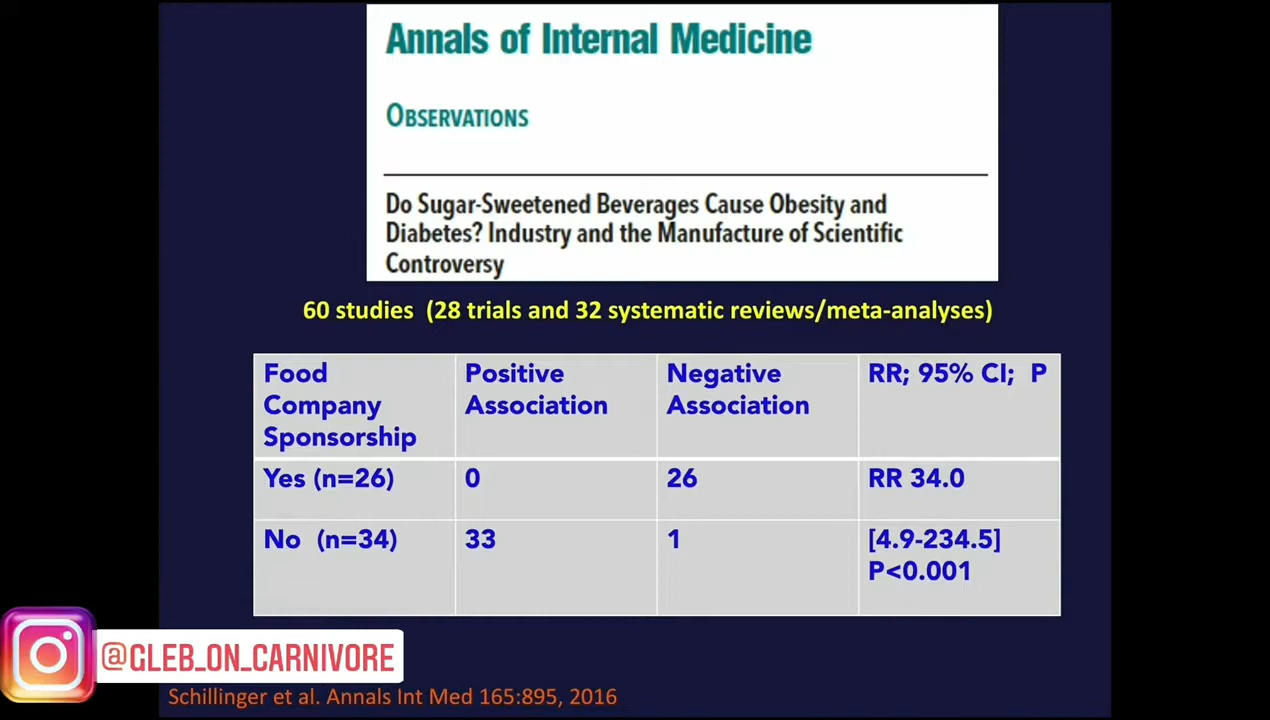 Annals of Internal Medicine
OBSERVATIONS
Do Sugar-Sweetened Beverages Cause Obesity and
Diabetes? Industry and the Manufacture of Scientific
Controversy
60 studies (28 trials and 32 systematic reviews/meta-analyses)
Food Company Sponsorship Positive Association Negative Association RR; 95% CI; P
Yes (n=26) 0 26 RR 34.0
No (n=34) 33 1 [4.9-234.5] P<0.001
@GLEB_ON_CARNIVORE
Schillinger et al. Annals Int Med 165:895, 2016